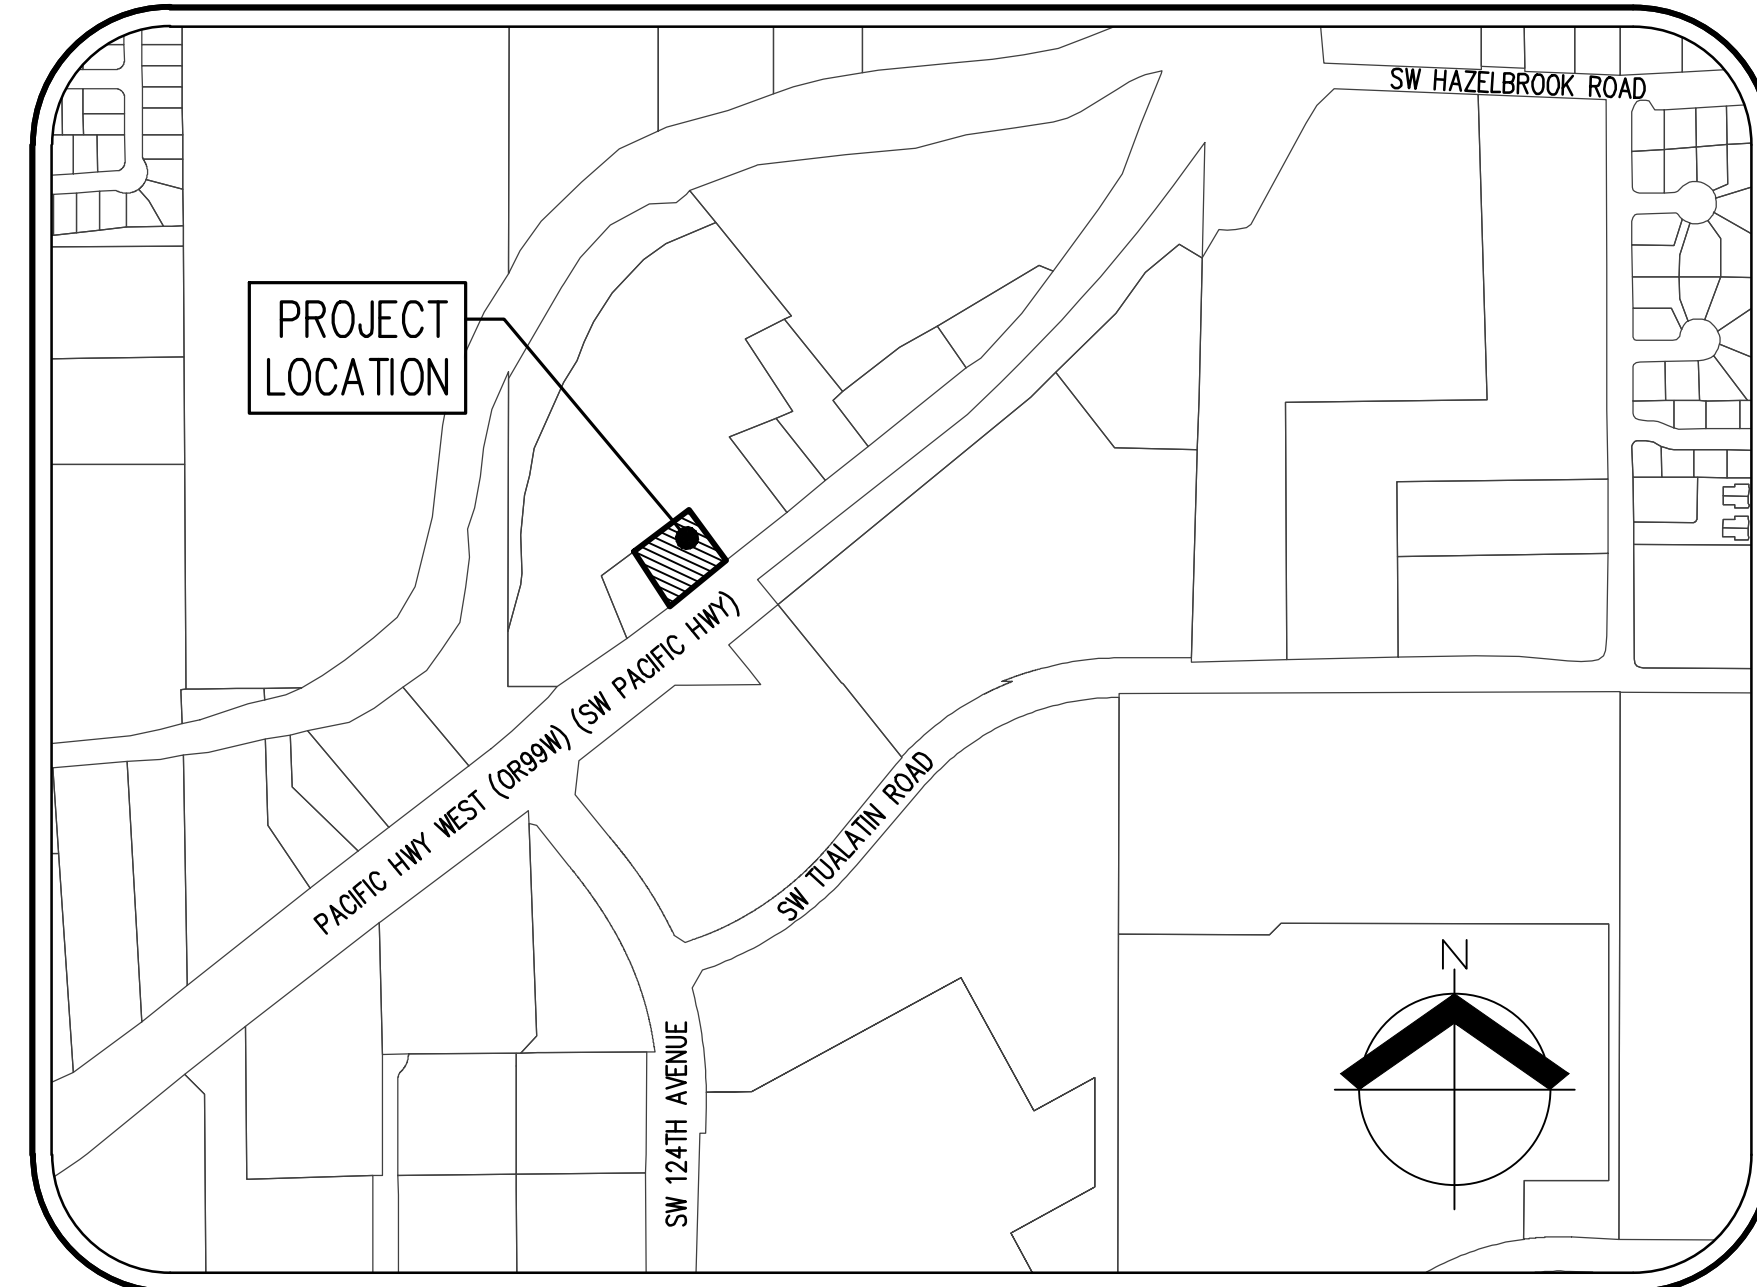 SW HAZELBROOK ROAD
PROJECT
LOCATION
PACIFIC HWY WEST (OR99W) (SW PACIFIC HWY)
SW TUALATIN ROAD
N
SW 124TH AVENUE